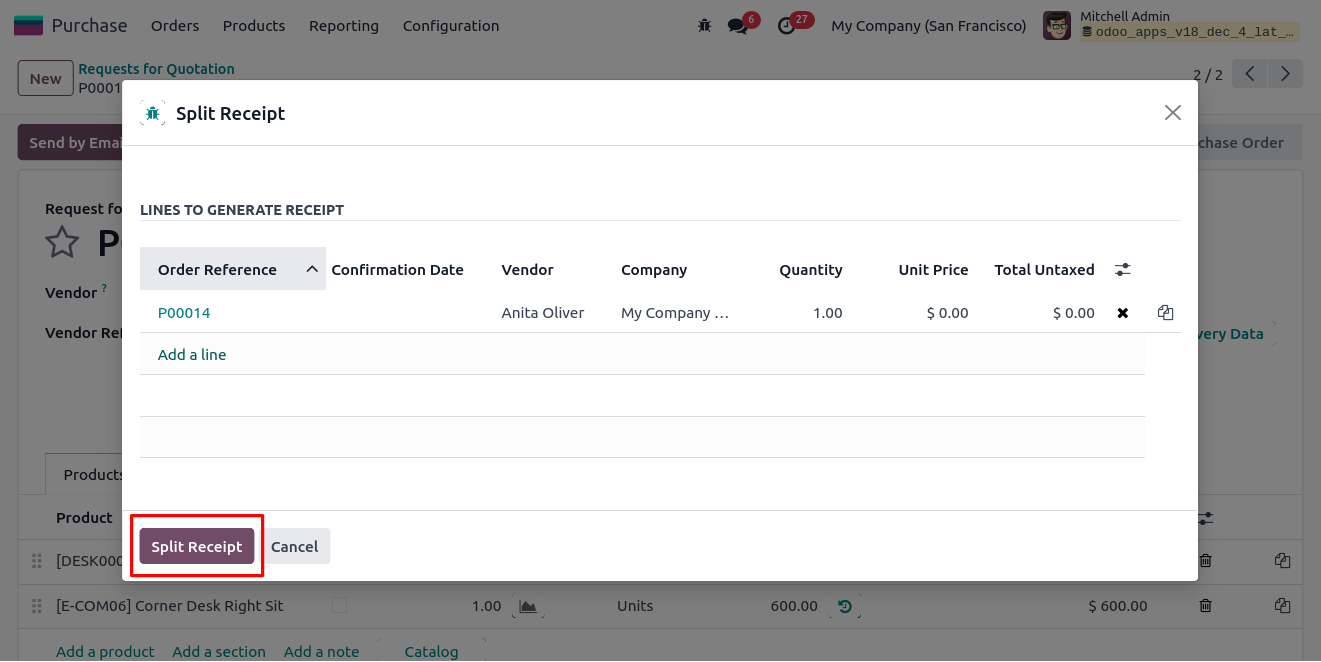 Purchase Orders Products Reporting Configuration 6 27 My Company (San Francisco) Mitchell Admin
odoo_apps_v18_dec_4_lat_…
New Requests for Quotation
P0001 2 / 2
Split Receipt
Send by Emai chase Order
LINES TO GENERATE RECEIPT
Request fo
P
Order Reference Confirmation Date Vendor Company Quantity Unit Price Total Untaxed
Vendor ?
P00014 Anita Oliver My Company … 1.00 $ 0.00 $ 0.00
Vendor Re very Data
Add a line
Products
Product
Split Receipt Cancel
[DESK000
[E-COM06] Corner Desk Right Sit 1.00 Units 600.00 $ 600.00
Add a product Add a section Add a note Catalog